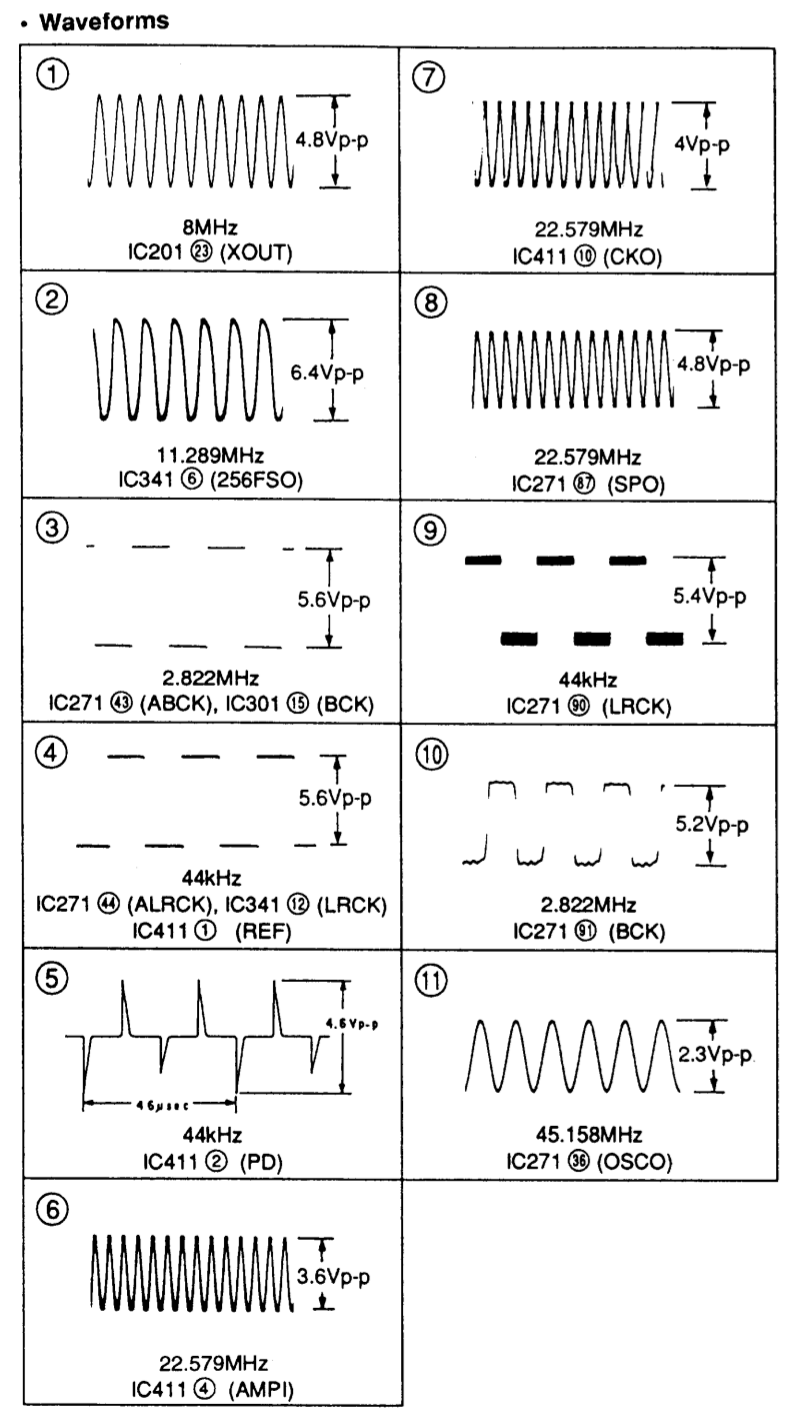 • Waveforms
①
4.8Vp-p
8MHz
IC201 ㉓ (XOUT)
②
6.4Vp-p
11.289MHz
IC341 ⑥ (256FSO)
③
5.6Vp-p
2.822MHz
IC271 ㊸ (ABCK), IC301 ⑮ (BCK)
④
5.6Vp-p
44kHz
IC271 ㊹ (ALRCK), IC341 ⑫ (LRCK)
IC411 ① (REF)
⑤
4.6Vp-p
46μsec
44kHz
IC411 ② (PD)
⑥
3.6Vp-p
22.579MHz
IC411 ④ (AMPI)
⑦
4Vp-p
22.579MHz
IC411 ⑩ (CKO)
⑧
4.8Vp-p
22.579MHz
IC271 (87) (SPO)
⑨
5.4Vp-p
44kHz
IC271 (90) (LRCK)
⑩
5.2Vp-p
2.822MHz
IC271 (91) (BCK)
⑪
2.3Vp-p
45.158MHz
IC271 ㊱ (OSCO)